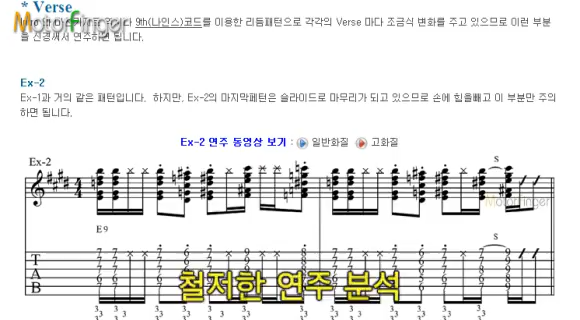 * Verse
9th(나인스)코드를 이용한 리듬패턴으로 각각의 Verse 마다 조금식 변화를 주고 있으므로 이런 부분
을 신경써서 연주하면 됩니다.
Ex-2
Ex-1과 거의 같은 패턴입니다. 하지만, Ex-2의 마지막패턴은 슬라이드로 마무리가 되고 있으므로 손에 힘을빼고 이 부분만 주의
하면 됩니다.
Ex-2 연주 동영상 보기 : 일반화질 고화질
Ex-2
S
MotorFinger
E9
S
T
A
B
철저한 연주 분석